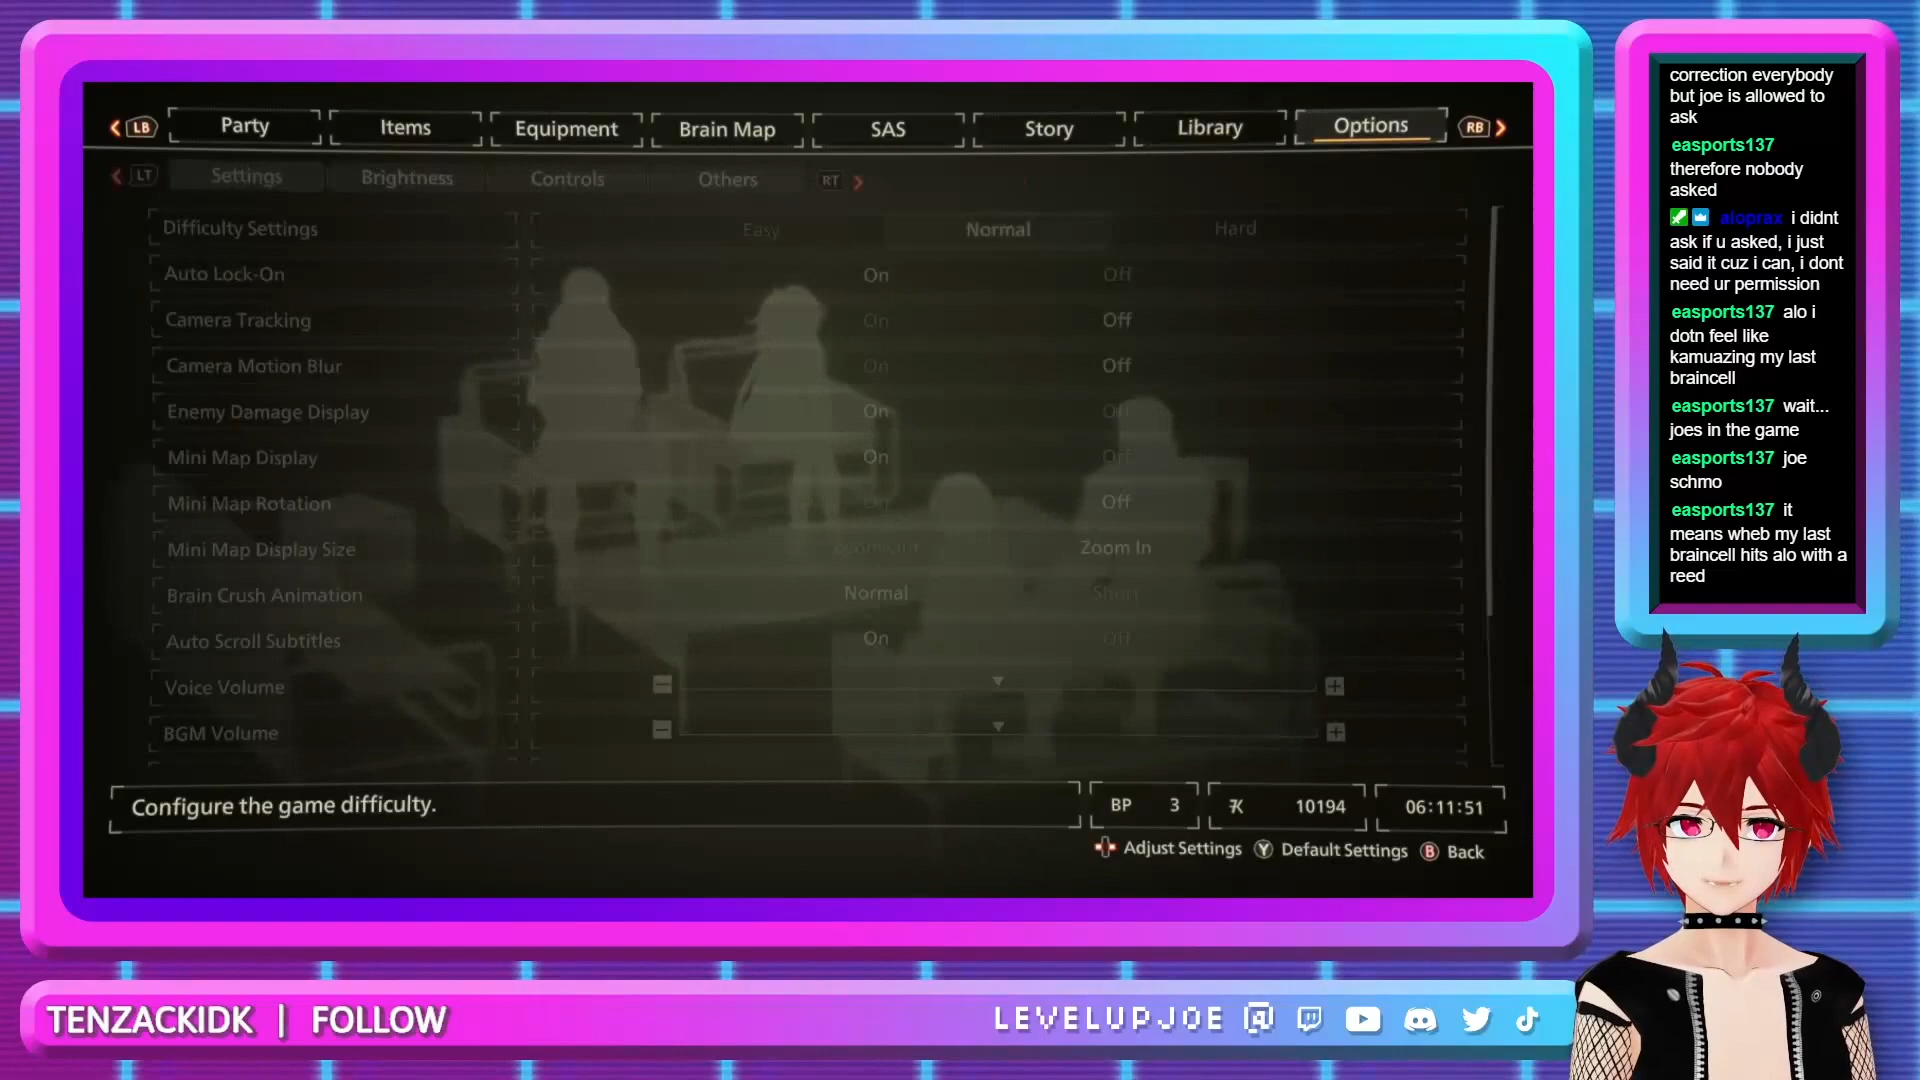 LB Party Items Equipment Brain Map SAS Story Library Options RB
LT Settings Brightness Controls Others RT
Difficulty Settings Easy Normal Hard
Auto Lock-On On Off
Camera Tracking On Off
Camera Motion Blur On Off
Enemy Damage Display On Off
Mini Map Display On Off
Mini Map Rotation On Off
Mini Map Display Size Zoom In
Brain Crush Animation Normal Short
Auto Scroll Subtitles On Off
Voice Volume
BGM Volume
Configure the game difficulty.
BP 3 10194 06:11:51
Adjust Settings Y Default Settings B Back
correction everybody
but joe is allowed to
ask
easports137
therefore nobody
asked
aloprax i didnt
ask if u asked, i just
said it cuz i can, i dont
need ur permission
easports137 alo i
dotn feel like
kamuazing my last
braincell
easports137 wait...
joes in the game
easports137 joe
schmo
easports137 it
means wheb my last
braincell hits alo with a
reed
TENZACKIDK | FOLLOW
LEVELUPJOE @